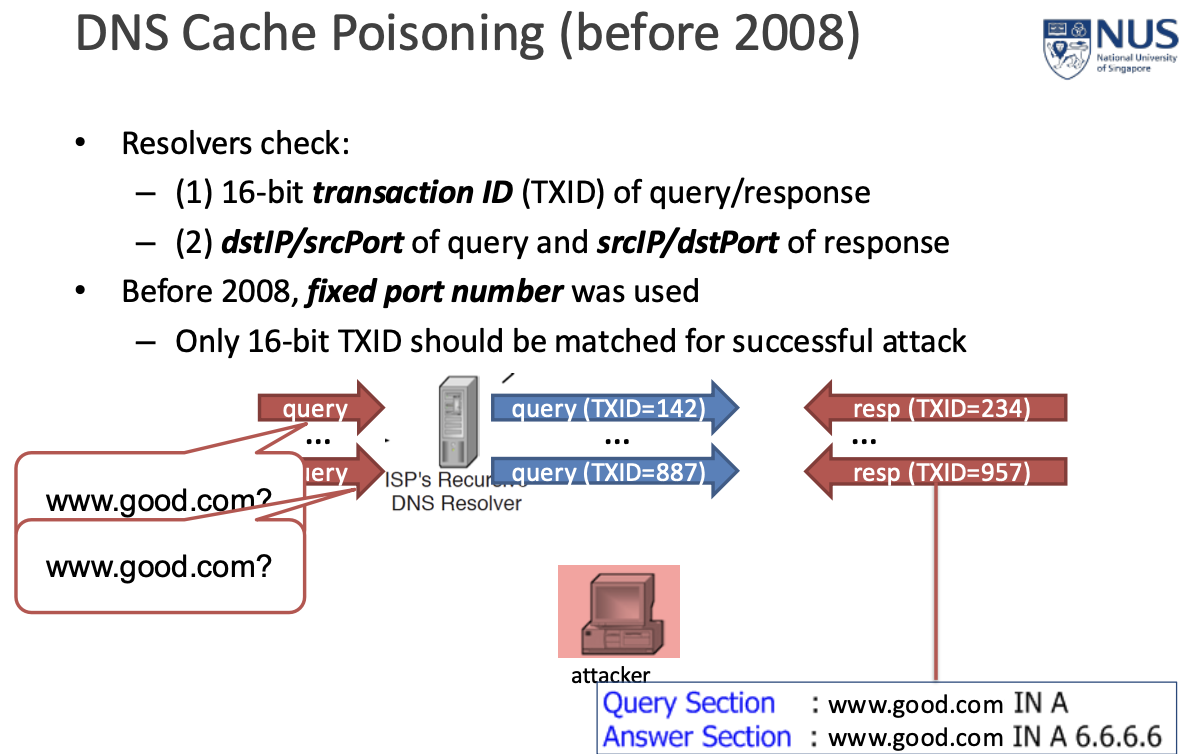 DNS Cache Poisoning (before 2008)
NUS
National University
of Singapore
• Resolvers check:
– (1) 16-bit transaction ID (TXID) of query/response
– (2) dstIP/srcPort of query and srcIP/dstPort of response
• Before 2008, fixed port number was used
– Only 16-bit TXID should be matched for successful attack
query
query (TXID=142)
resp (TXID=234)
...
...
...
query (TXID=887)
resp (TXID=957)
ISP's
DNS Resolver
www.good.com?
www.good.com?
attacker
Query Section : www.good.com IN A
Answer Section : www.good.com IN A 6.6.6.6